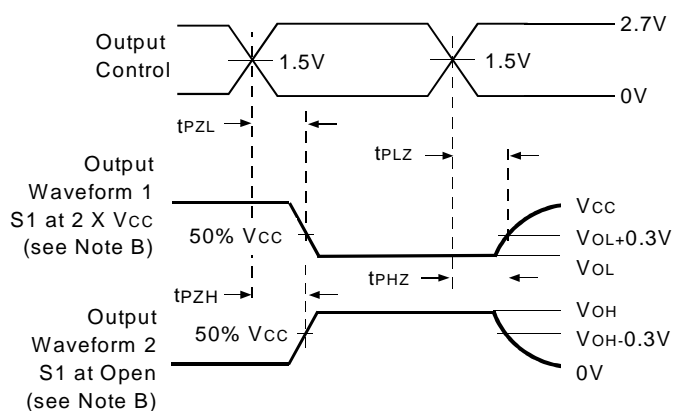 2.7V
Output
Control
1.5V
1.5V
0V
tPZL
tPLZ
Output
Waveform 1
S1 at 2 X VCC
(see Note B)
VCC
50% VCC
VOL+0.3V
VOL
tPZH
tPHZ
Output
Waveform 2
S1 at Open
(see Note B)
VOH
50% VCC
VOH-0.3V
0V